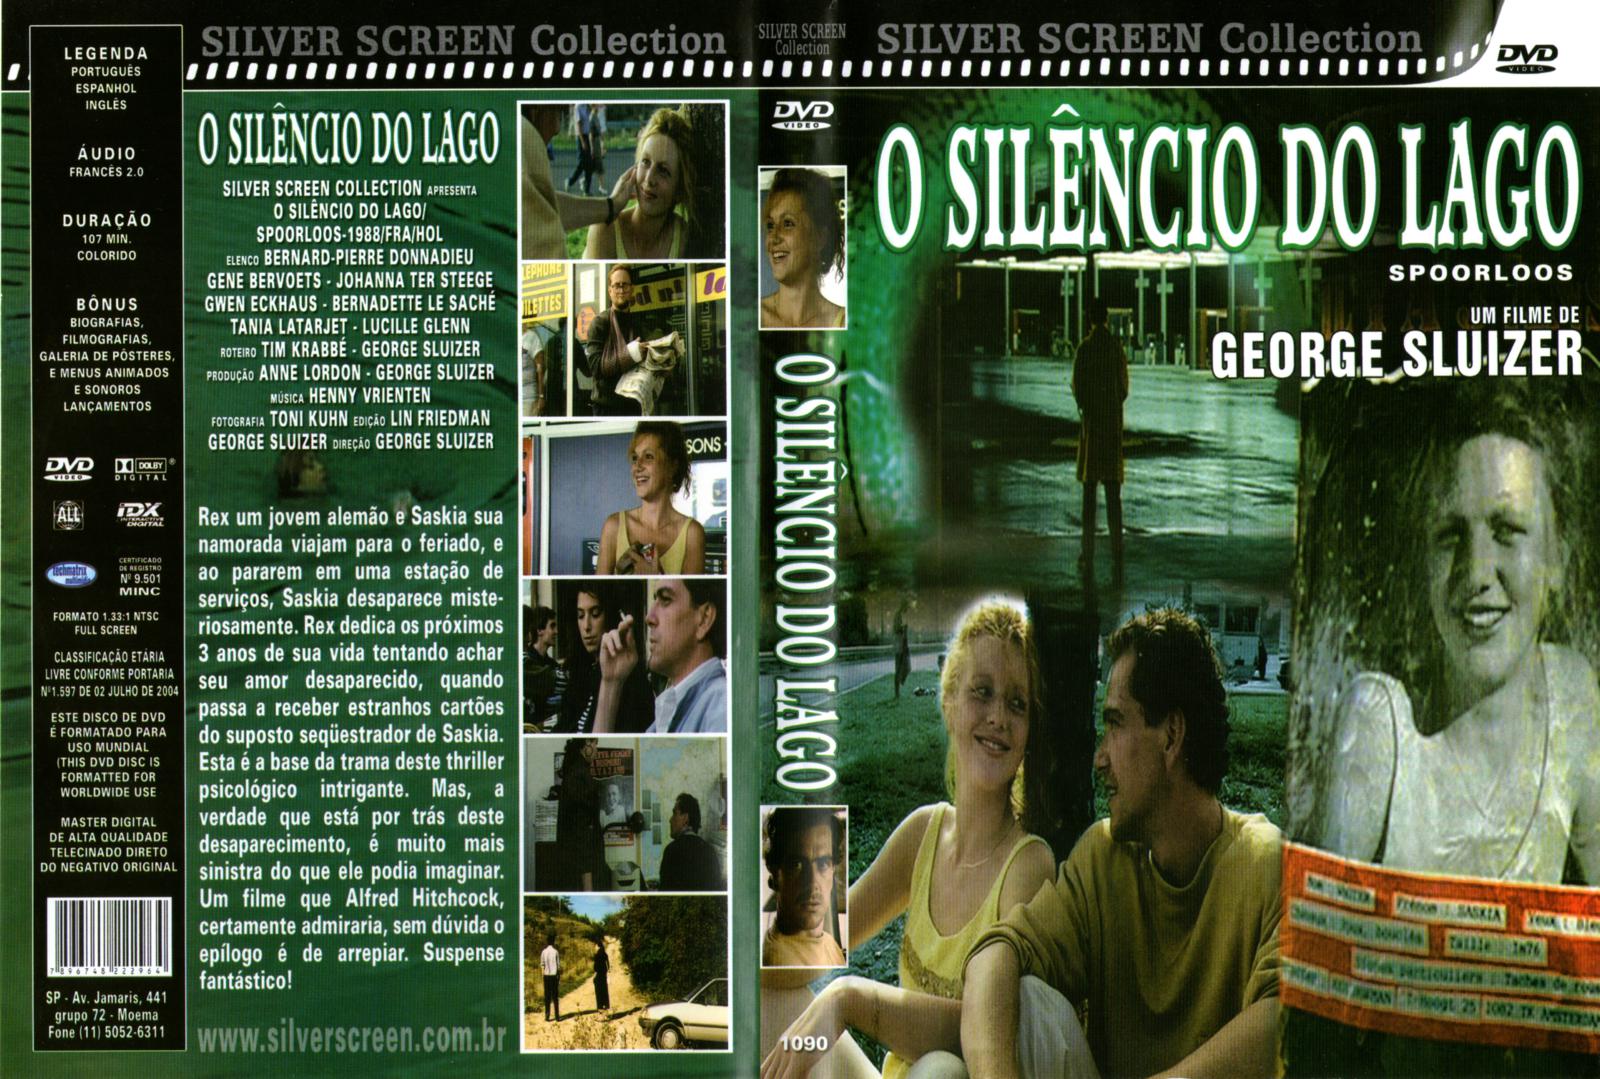 LEGENDA
PORTUGUÊS
ESPANHOL
INGLÊS
ÁUDIO
FRANCÊS 2.0
DURAÇÃO
107 MIN.
COLORIDO
BÔNUS
BIOGRAFIAS,
FILMOGRAFIAS,
GALERIA DE PÔSTERES,
E MENUS ANIMADOS
E SONOROS
LANÇAMENTOS
DVD
VIDEO
DOLBY
DIGITAL
ALL
IDX
INTERACTIVE
DIGITAL
CERTIFICADO
DE REGISTRO
Nº 9.501
MINC
FORMATO 1.33:1 NTSC
FULL SCREEN
CLASSIFICAÇÃO ETÁRIA
LIVRE CONFORME PORTARIA
Nº1.597 DE 02 JULHO DE 2004
ESTE DISCO DE DVD
É FORMATADO PARA
USO MUNDIAL
(THIS DVD DISC IS
FORMATTED FOR
WORLDWIDE USE
MASTER DIGITAL
DE ALTA QUALIDADE
TELECINADO DIRETO
DO NEGATIVO ORIGINAL
7 896748 222964
SP - Av. Jamaris, 441
grupo 72 - Moema
Fone (11) 5052-6311
SILVER SCREEN Collection
O SILÊNCIO DO LAGO
SILVER SCREEN COLLECTION APRESENTA
O SILÊNCIO DO LAGO/
SPOORLOOS-1988/FRA/HOL
ELENCO BERNARD-PIERRE DONNADIEU
GENE BERVOETS - JOHANNA TER STEEGE
GWEN ECKHAUS - BERNADETTE LE SACHÉ
TANIA LATARJET - LUCILLE GLENN
ROTEIRO TIM KRABBÉ - GEORGE SLUIZER
PRODUÇÃO ANNE LORDON - GEORGE SLUIZER
MÚSICA HENNY VRIENTEN
FOTOGRAFIA TONI KUHN EDIÇÃO LIN FRIEDMAN
GEORGE SLUIZER DIREÇÃO GEORGE SLUIZER
Rex um jovem alemão e Saskia sua
namorada viajam para o feriado, e
ao pararem em uma estação de
serviços, Saskia desaparece miste-
riosamente. Rex dedica os próximos
3 anos de sua vida tentando achar
seu amor desaparecido, quando
passa a receber estranhos cartões
do suposto seqüestrador de Saskia.
Esta é a base da trama deste thriller
psicológico intrigante. Mas, a
verdade que está por trás deste
desaparecimento, é muito mais
sinistra do que ele podia imaginar.
Um filme que Alfred Hitchcock,
certamente admiraria, sem dúvida o
epílogo é de arrepiar. Suspense
fantástico!
www.silverscreen.com.br
SONS
SILVER SCREEN
Collection
DVD
VIDEO
O SILÊNCIO DO LAGO
1090
SILVER SCREEN Collection
DVD
VIDEO
O SILÊNCIO DO LAGO
SPOORLOOS
UM FILME DE
GEORGE SLUIZER
Prénom : SASKIA
Taille : 1m76